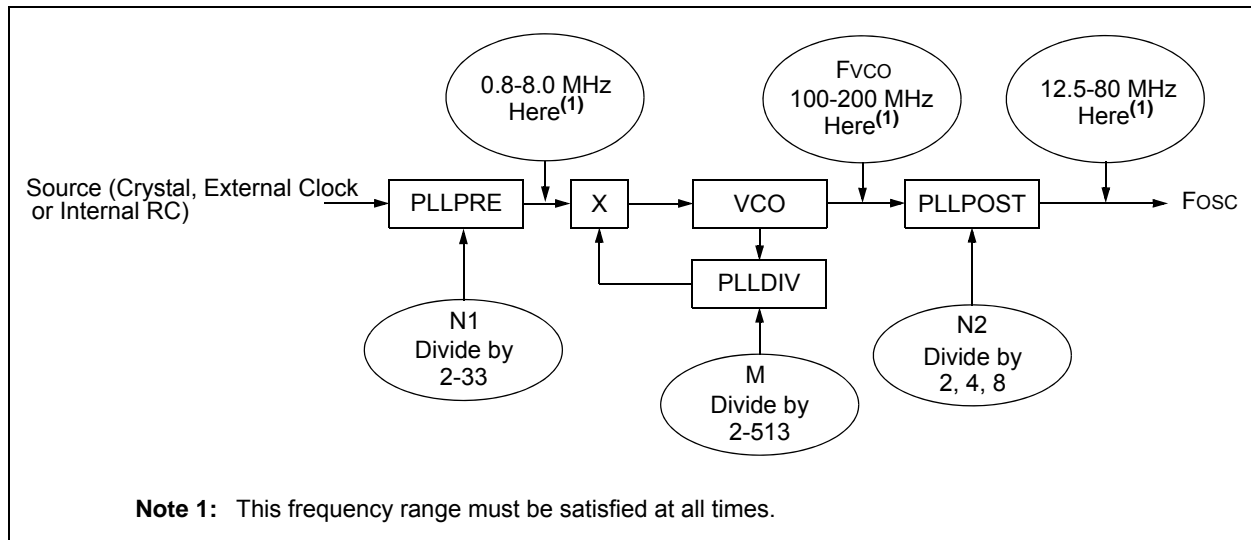 0.8-8.0 MHz
Here(1)
FVCO
100-200 MHz
Here(1)
12.5-80 MHz
Here(1)
Source (Crystal, External Clock
or Internal RC)
PLLPRE
X
VCO
PLLPOST
FOSC
PLLDIV
N1
Divide by
2-33
M
Divide by
2-513
N2
Divide by
2, 4, 8
Note 1: This frequency range must be satisfied at all times.